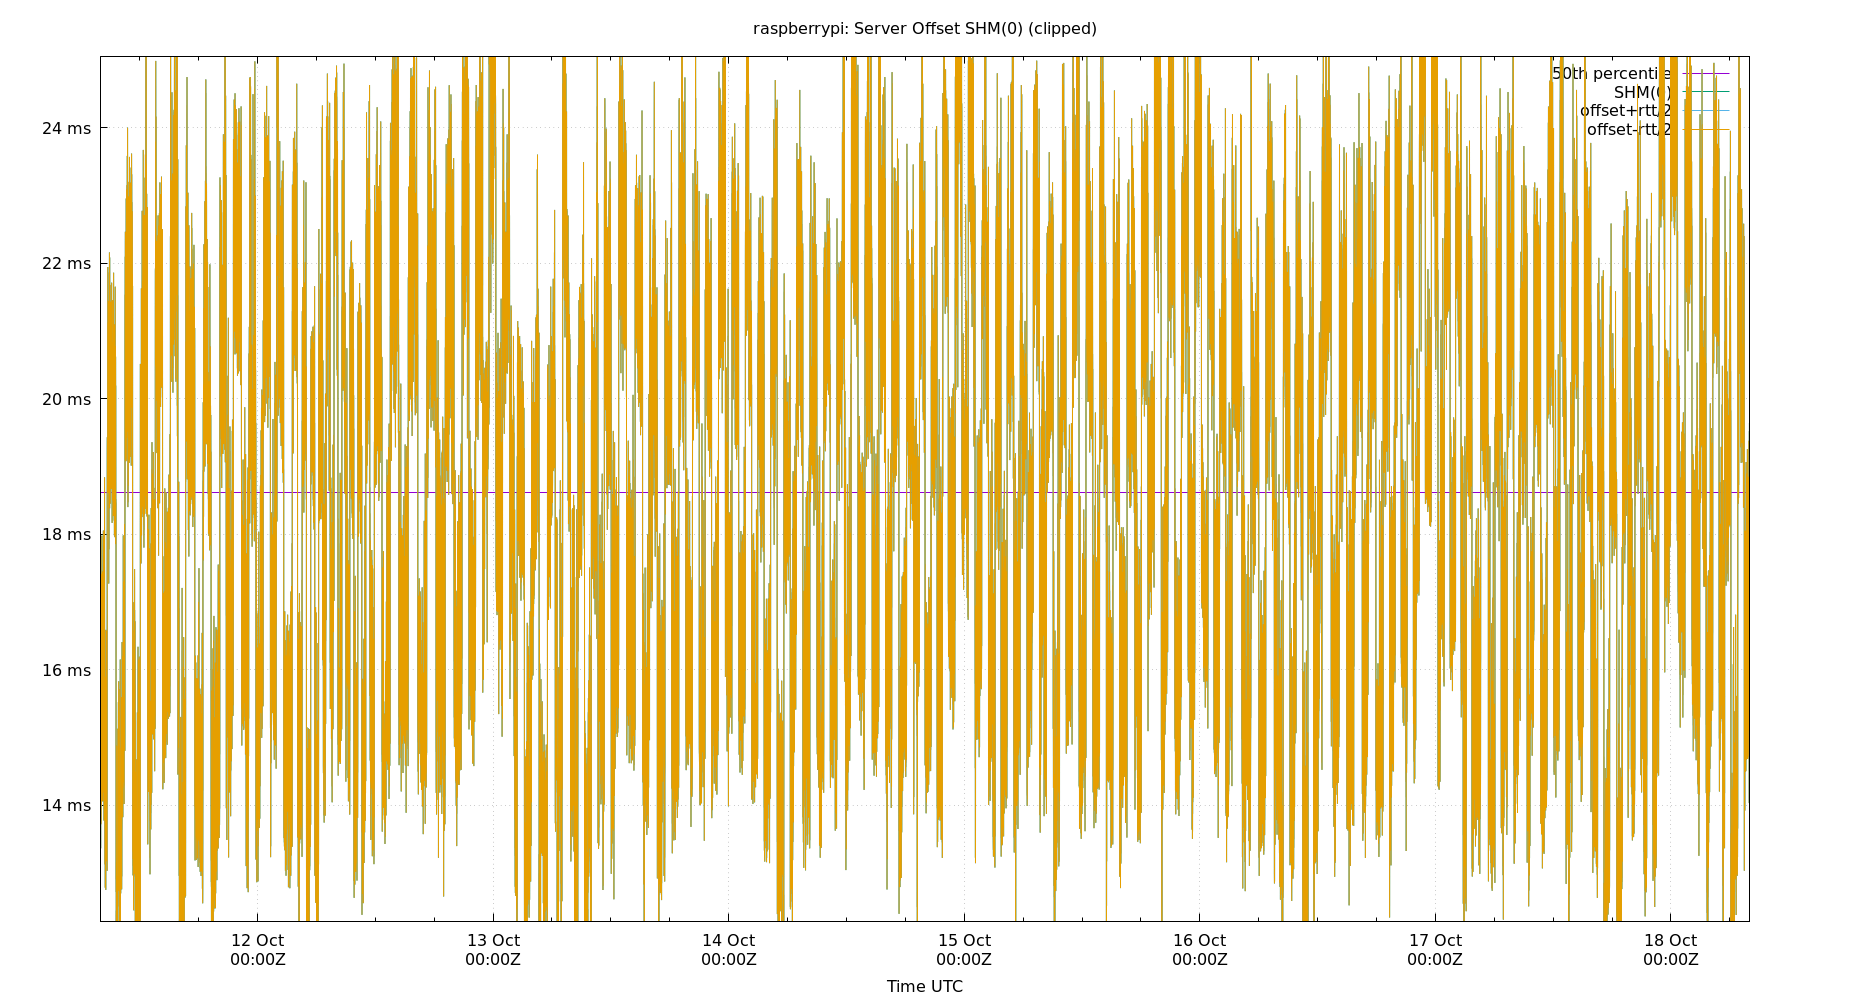 raspberrypi: Server Offset SHM(0) (clipped)
50th percentile
SHM(0)
offset+rtt/2
offset-rtt/2
24 ms
22 ms
20 ms
18 ms
16 ms
14 ms
12 Oct 13 Oct 14 Oct 15 Oct 16 Oct 17 Oct 18 Oct
00:00Z 00:00Z 00:00Z 00:00Z 00:00Z 00:00Z 00:00Z
Time UTC